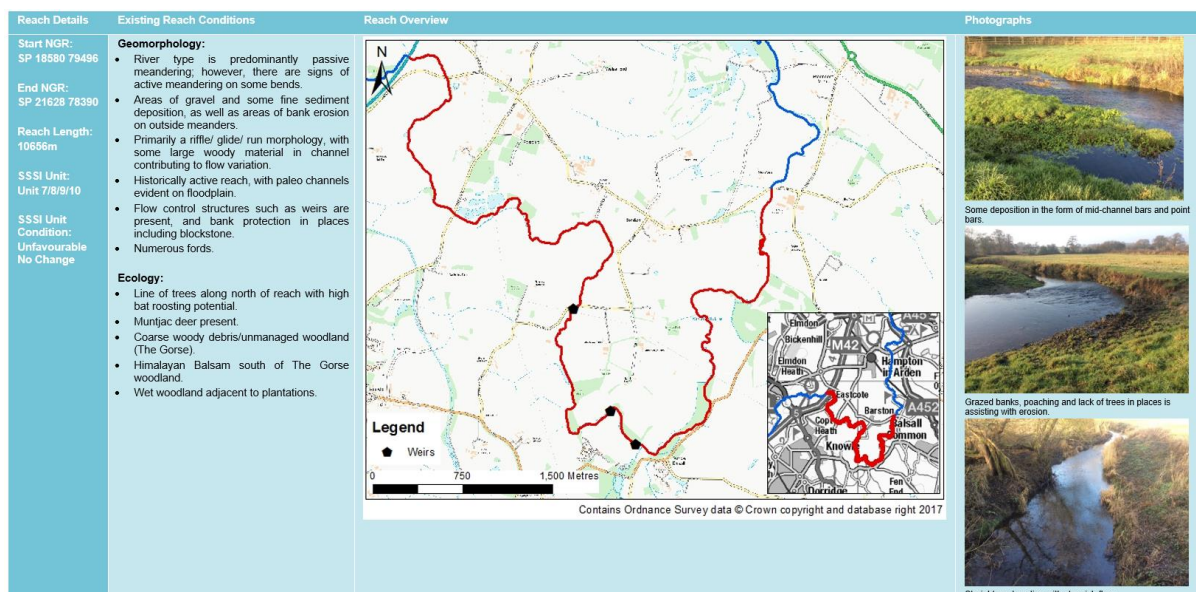 Reach Details
Existing Reach Conditions
Reach Overview
Photographs
Start NGR:
SP 18580 79496
End NGR:
SP 21628 78390
Reach Length:
10656m
SSSI Unit:
Unit 7/8/9/10
SSSI Unit
Condition:
Unfavourable
No Change
Geomorphology:
• River type is predominantly passive
meandering; however, there are signs of
active meandering on some bends.
• Areas of gravel and some fine sediment
deposition, as well as areas of bank erosion
on outside meanders.
• Primarily a riffle/ glide/ run morphology, with
some large woody material in channel
contributing to flow variation.
• Historically active reach, with paleo channels
evident on floodplain.
• Flow control structures such as weirs are
present, and bank protection in places
including blockstone.
• Numerous fords.
Ecology:
• Line of trees along north of reach with high
bat roosting potential.
• Muntjac deer present.
• Coarse woody debris/unmanaged woodland
(The Gorse).
• Himalayan Balsam south of The Gorse
woodland.
• Wet woodland adjacent to plantations.
N
Legend
Weirs
0 750 1,500 Metres
Elmdon
Bickenhill
A45
M42
Elmdon
Heath
Hampton
in Arden
Eastcote
Barston
A452
Copt
Heath
Balsall
Common
Know
Dorridge
Fen
End
Contains Ordnance Survey data © Crown copyright and database right 2017
Some deposition in the form of mid-channel bars and point
bars.
Grazed banks, poaching and lack of trees in places is
assisting with erosion.